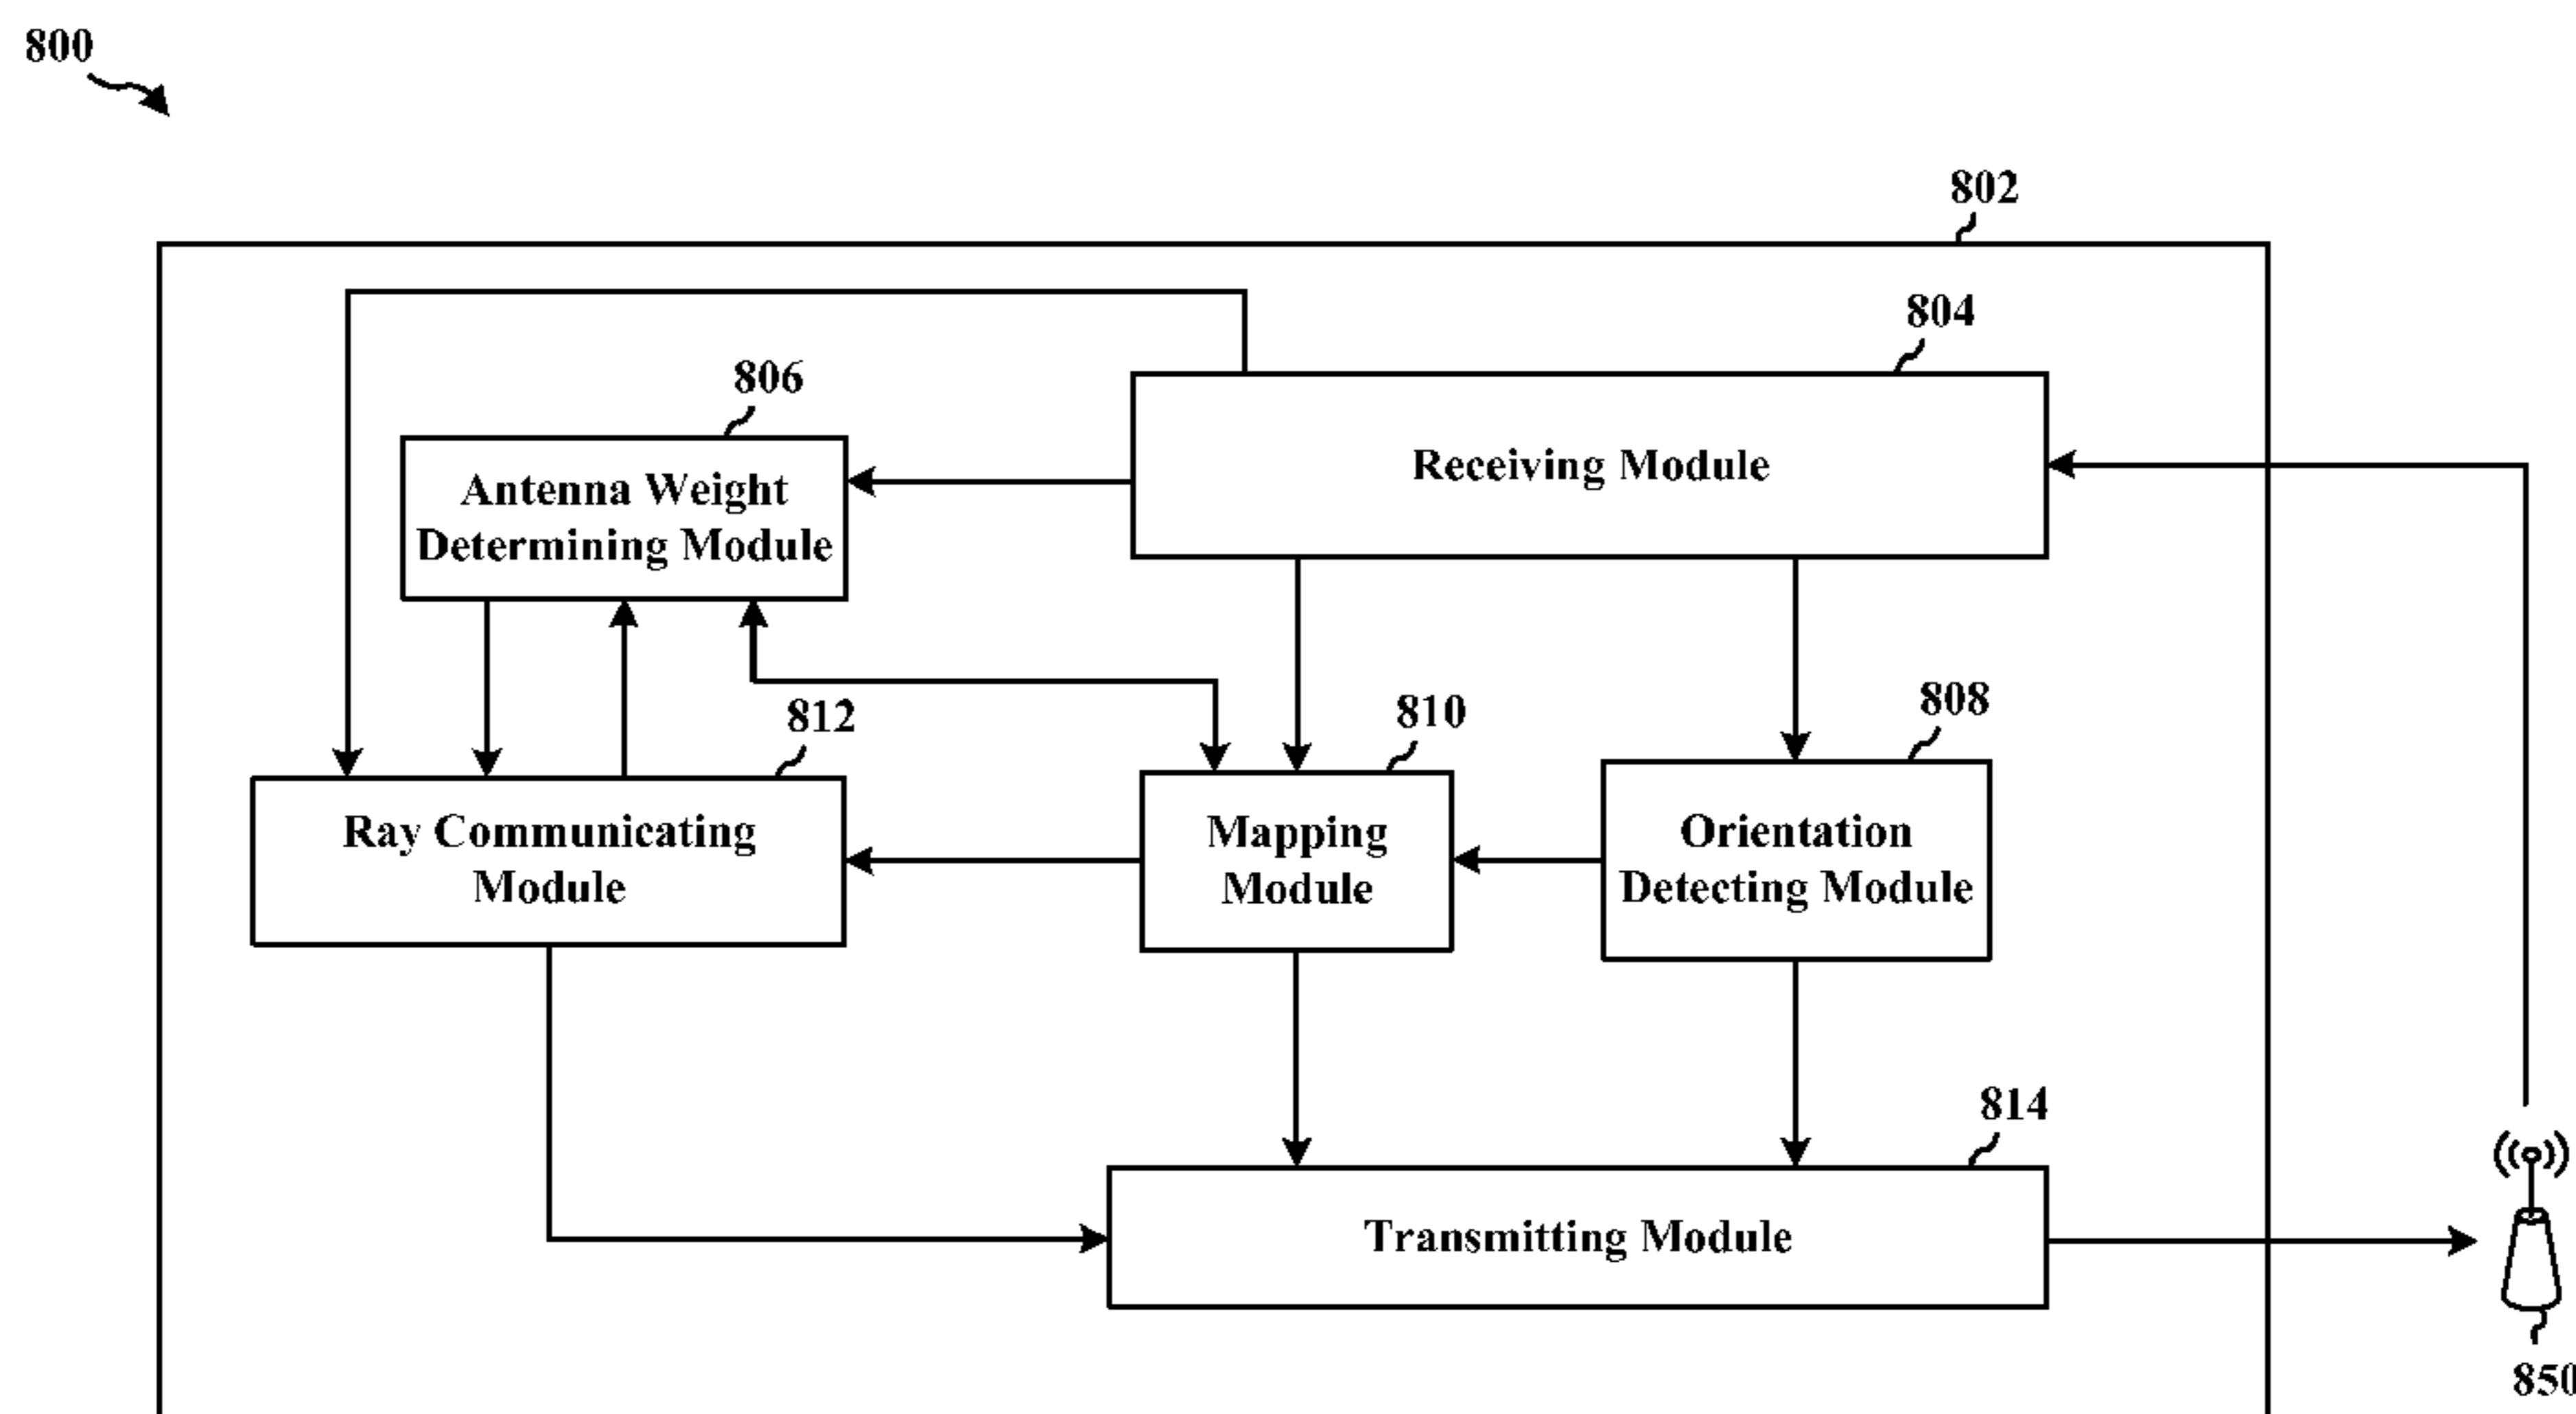 800
802
804
806
Receiving Module
Antenna Weight
Determining Module
808
810
812
Ray Communicating
Module
Mapping
Module
Orientation
Detecting Module
814
Transmitting Module
850